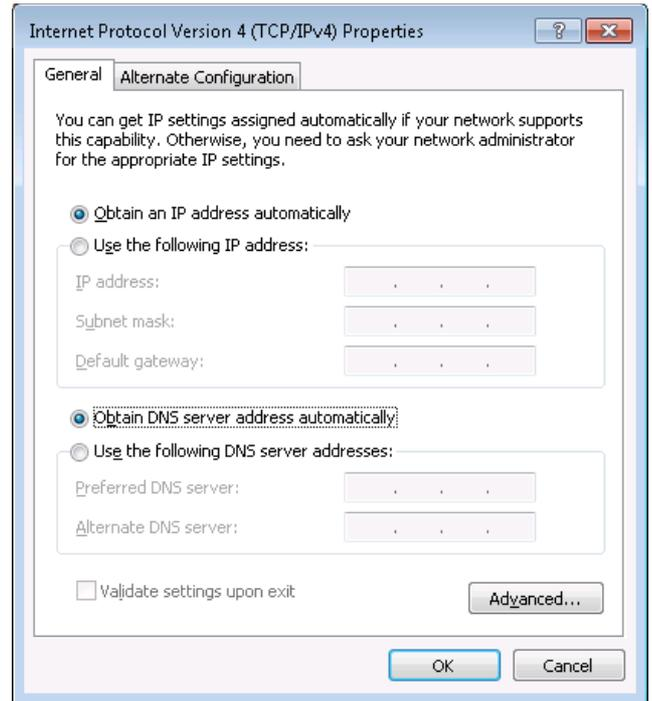 Internet Protocol Version 4 (TCP/IPv4) Properties
?
General
Alternate Configuration
You can get IP settings assigned automatically if your network supports
this capability. Otherwise, you need to ask your network administrator
for the appropriate IP settings.
Obtain an IP address automatically
Use the following IP address:
IP address:
. . .
Subnet mask:
. . .
Default gateway:
. . .
Obtain DNS server address automatically
Use the following DNS server addresses:
Preferred DNS server:
. . .
Alternate DNS server:
. . .
Validate settings upon exit
Advanced...
OK
Cancel